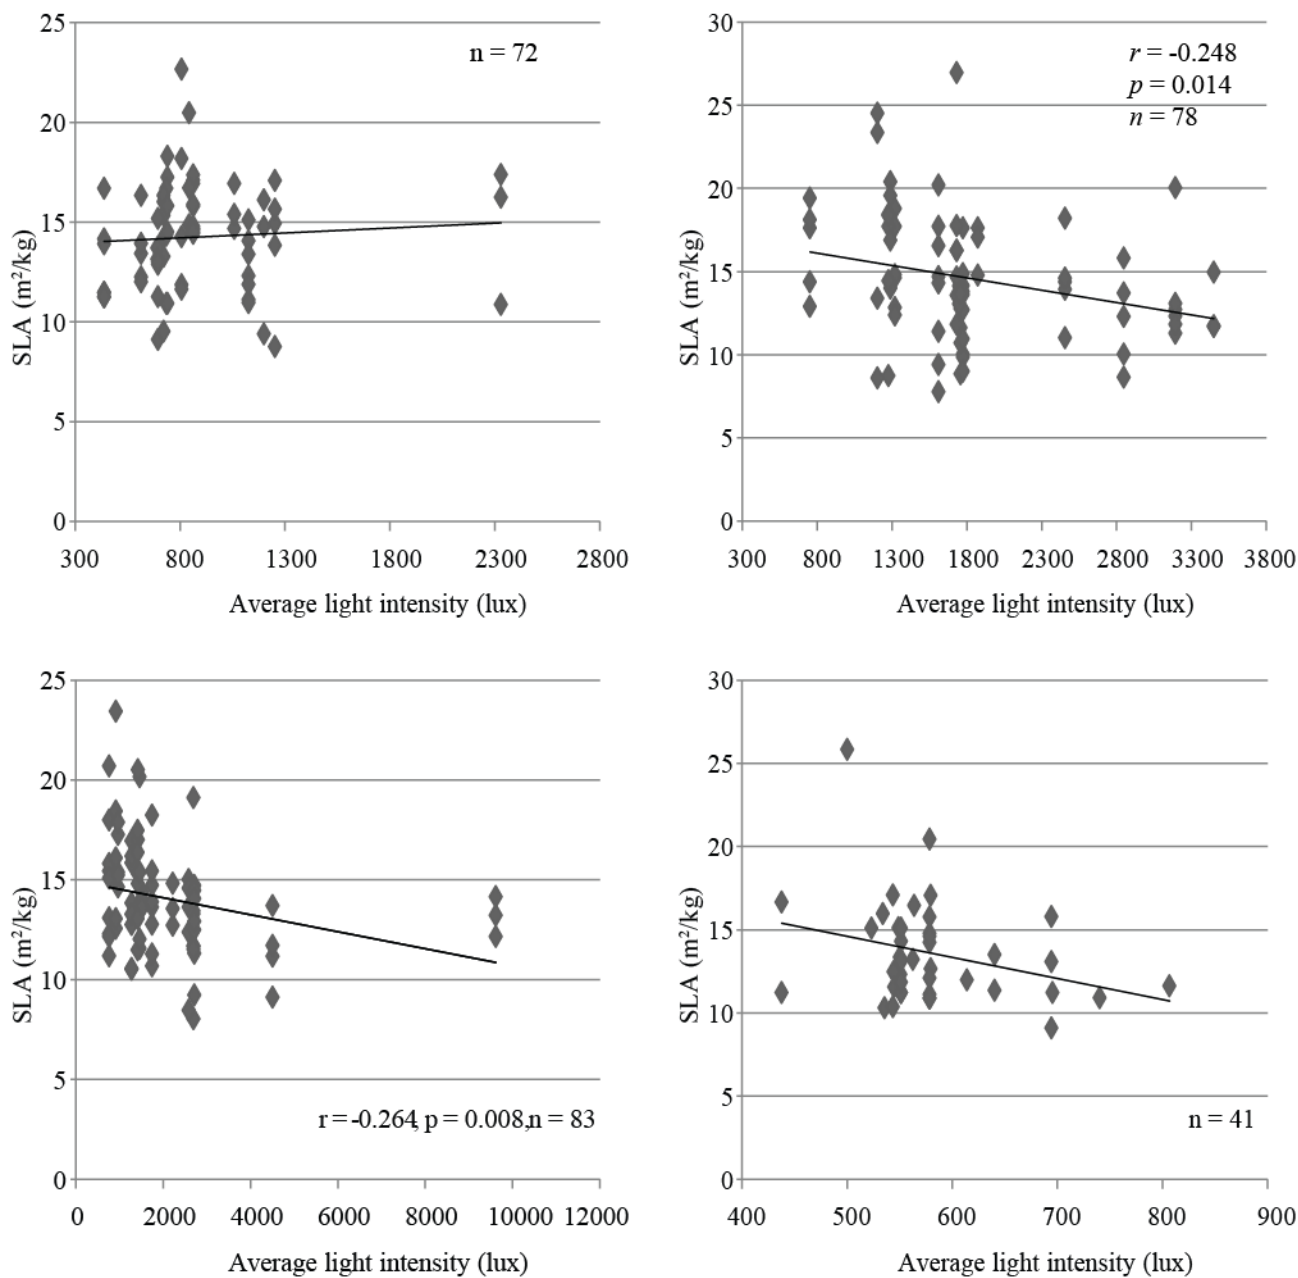 25
20
15
10
5
0
SLA (m²/kg)
n = 72
300 800 1300 1800 2300 2800
Average light intensity (lux)
30
25
20
15
10
5
0
SLA (m²/kg)
r = -0.248
p = 0.014
n = 78
300 800 1300 1800 2300 2800 3300 3800
Average light intensity (lux)
25
20
15
10
5
0
SLA (m²/kg)
r = -0.264, p = 0.008,n = 83
0 2000 4000 6000 8000 10000 12000
Average light intensity (lux)
30
25
20
15
10
5
0
SLA (m²/kg)
n = 41
400 500 600 700 800 900
Average light intensity (lux)